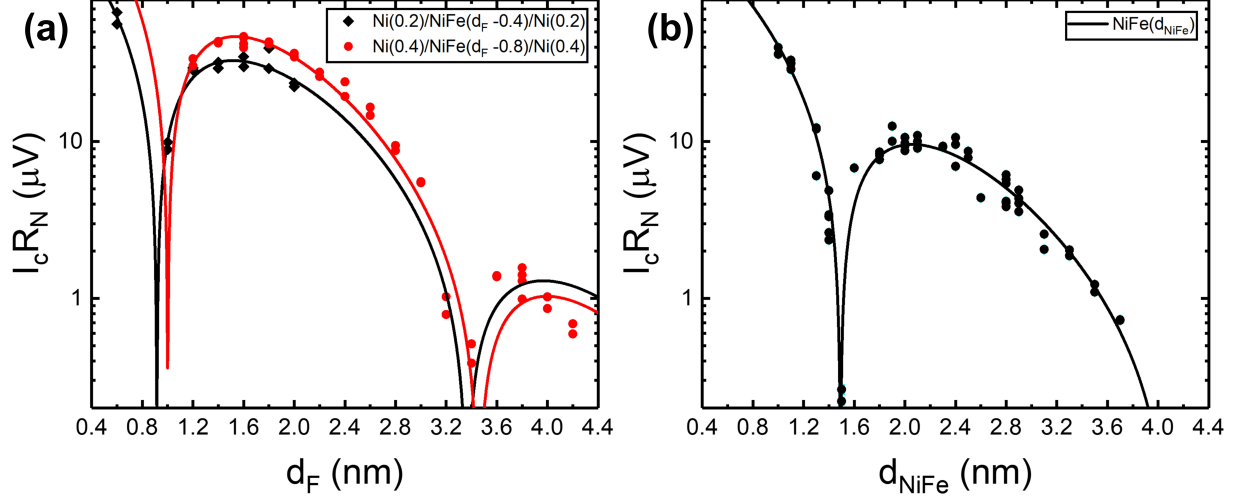 (a)
Ni(0.2)/NiFe(d_F -0.4)/Ni(0.2)
Ni(0.4)/NiFe(d_F -0.8)/Ni(0.4)
10
1
I_cR_N (μV)
0.4 0.8 1.2 1.6 2.0 2.4 2.8 3.2 3.6 4.0 4.4
d_F (nm)
(b)
NiFe(d_NiFe)
10
1
I_cR_N (μV)
0.4 0.8 1.2 1.6 2.0 2.4 2.8 3.2 3.6 4.0 4.4
d_NiFe (nm)